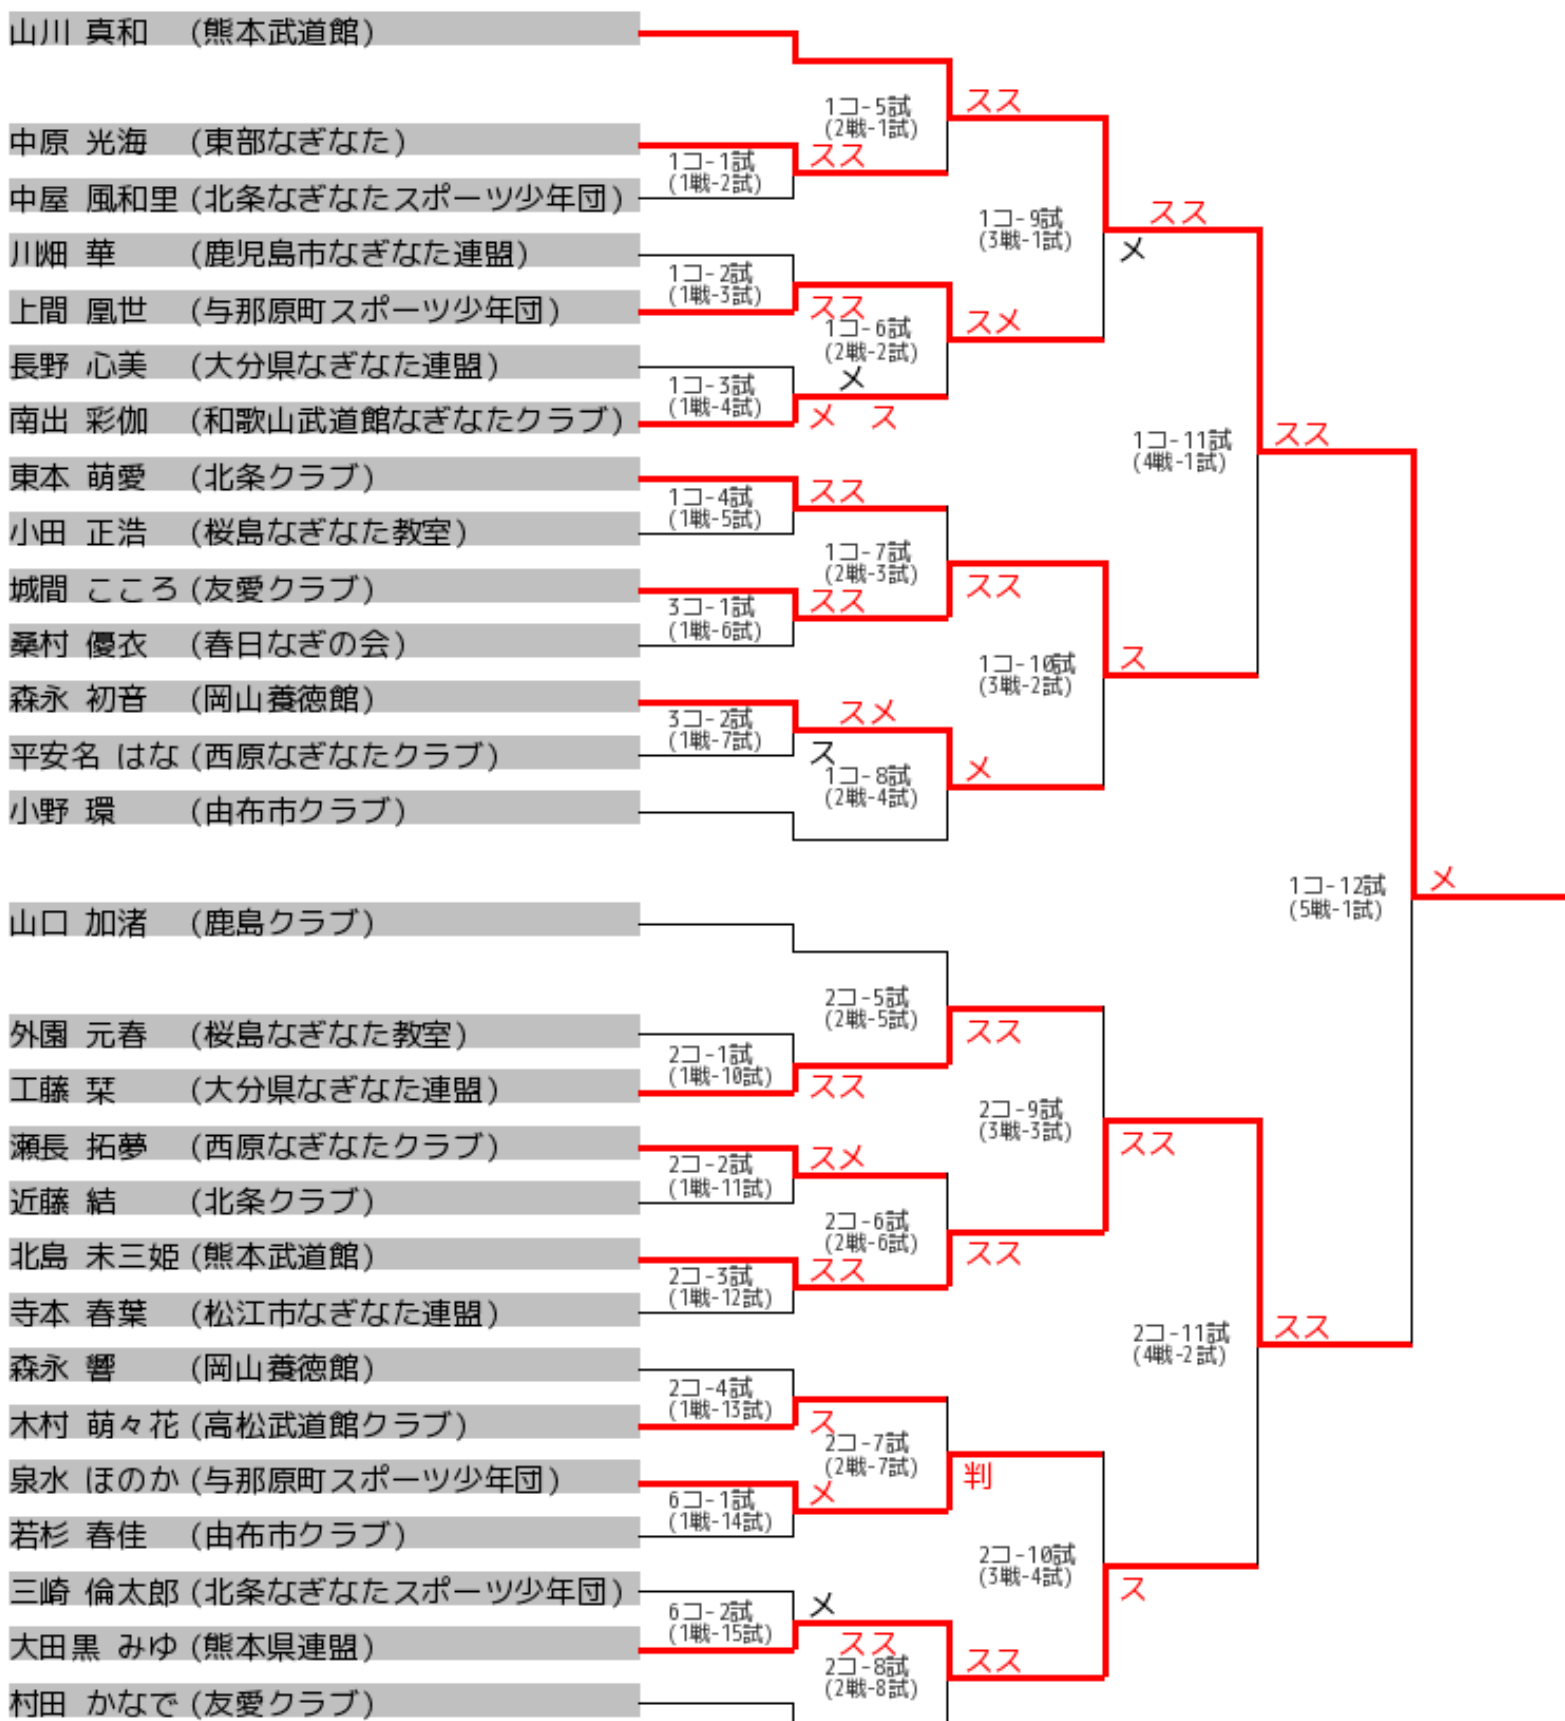 山川 真和 (熊本武道館)
中原 光海 (東部なぎなた)
中屋 風和里 (北条なぎなたスポーツ少年団)
川畑 華 (鹿児島市なぎなた連盟)
上間 凰世 (与那原町スポーツ少年団)
長野 心美 (大分県なぎなた連盟)
南出 彩伽 (和歌山武道館なぎなたクラブ)
東本 萌愛 (北条クラブ)
小田 正浩 (桜島なぎなた教室)
城間 こころ (友愛クラブ)
桑村 優衣 (春日なぎの会)
森永 初音 (岡山養徳館)
平安名 はな (西原なぎなたクラブ)
小野 環 (由布市クラブ)
山口 加渚 (鹿島クラブ)
外園 元春 (桜島なぎなた教室)
工藤 栞 (大分県なぎなた連盟)
瀬長 拓夢 (西原なぎなたクラブ)
近藤 結 (北条クラブ)
北島 未三姫 (熊本武道館)
寺本 春葉 (松江市なぎなた連盟)
森永 響 (岡山養徳館)
木村 萌々花 (高松武道館クラブ)
泉水 ほのか (与那原町スポーツ少年団)
若杉 春佳 (由布市クラブ)
三崎 倫太郎 (北条なぎなたスポーツ少年団)
大田黒 みゆ (熊本県連盟)
村田 かなで (友愛クラブ)
1コ-1試
(1戦-2試)
スス
1コ-2試
(1戦-3試)
スス
1コ-3試
(1戦-4試)
メ
メ ス
1コ-4試
(1戦-5試)
スス
3コ-1試
(1戦-6試)
スス
3コ-2試
(1戦-7試)
スメ
ス
2コ-1試
(1戦-10試)
スス
2コ-2試
(1戦-11試)
スメ
2コ-3試
(1戦-12試)
スス
2コ-4試
(1戦-13試)
ス
6コ-1試
(1戦-14試)
メ
6コ-2試
(1戦-15試)
メ
スス
1コ-5試
(2戦-1試)
スス
1コ-6試
(2戦-2試)
スメ
1コ-7試
(2戦-3試)
スス
1コ-8試
(2戦-4試)
メ
2コ-5試
(2戦-5試)
スス
2コ-6試
(2戦-6試)
スス
2コ-7試
(2戦-7試)
判
2コ-8試
(2戦-8試)
スス
1コ-9試
(3戦-1試)
スス
メ
1コ-10試
(3戦-2試)
ス
2コ-9試
(3戦-3試)
スス
2コ-10試
(3戦-4試)
ス
1コ-11試
(4戦-1試)
スス
2コ-11試
(4戦-2試)
スス
1コ-12試
(5戦-1試)
メ